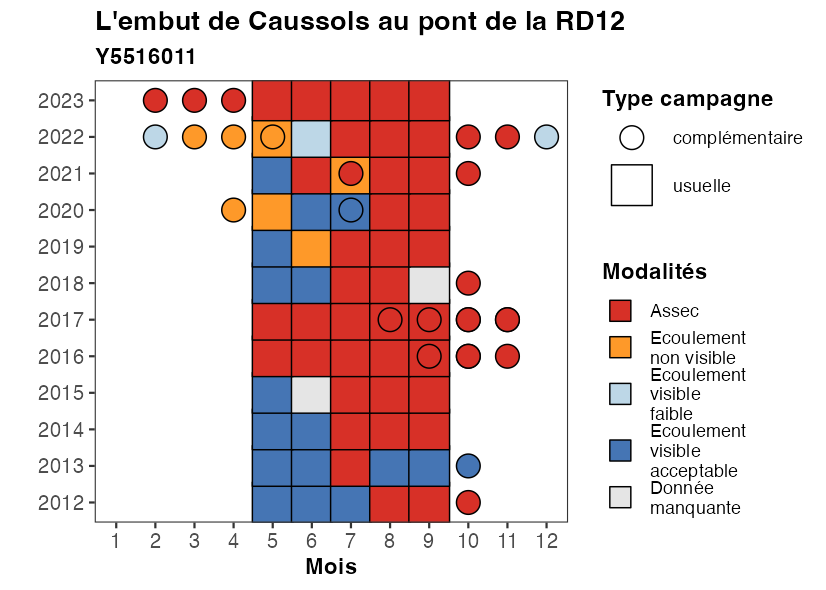 L'embut de Caussols au pont de la RD12
Y5516011
2023
2022
2021
2020
2019
2018
2017
2016
2015
2014
2013
2012
1 2 3 4 5 6 7 8 9 10 11 12
Mois
Type campagne
complémentaire
usuelle
Modalités
Assec
Ecoulement
non visible
Ecoulement
visible
faible
Ecoulement
visible
acceptable
Donnée
manquante